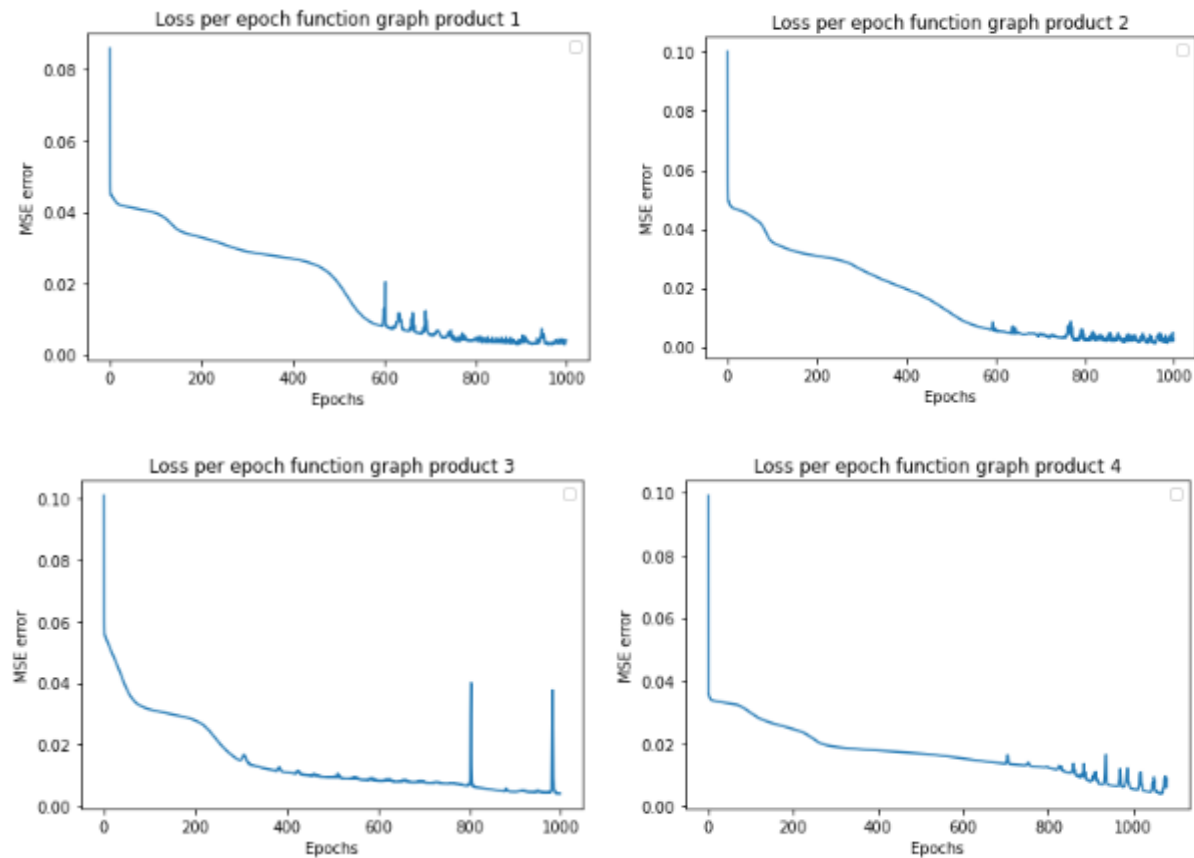 Loss per epoch function graph product 1
0.08
0.06
0.04
0.02
0.00
MSE error
0 200 400 600 800 1000
Epochs
Loss per epoch function graph product 2
0.10
0.08
0.06
0.04
0.02
0.00
MSE error
0 200 400 600 800 1000
Epochs
Loss per epoch function graph product 3
0.10
0.08
0.06
0.04
0.02
0.00
MSE error
0 200 400 600 800 1000
Epochs
Loss per epoch function graph product 4
0.10
0.08
0.06
0.04
0.02
0.00
MSE error
0 200 400 600 800 1000
Epochs